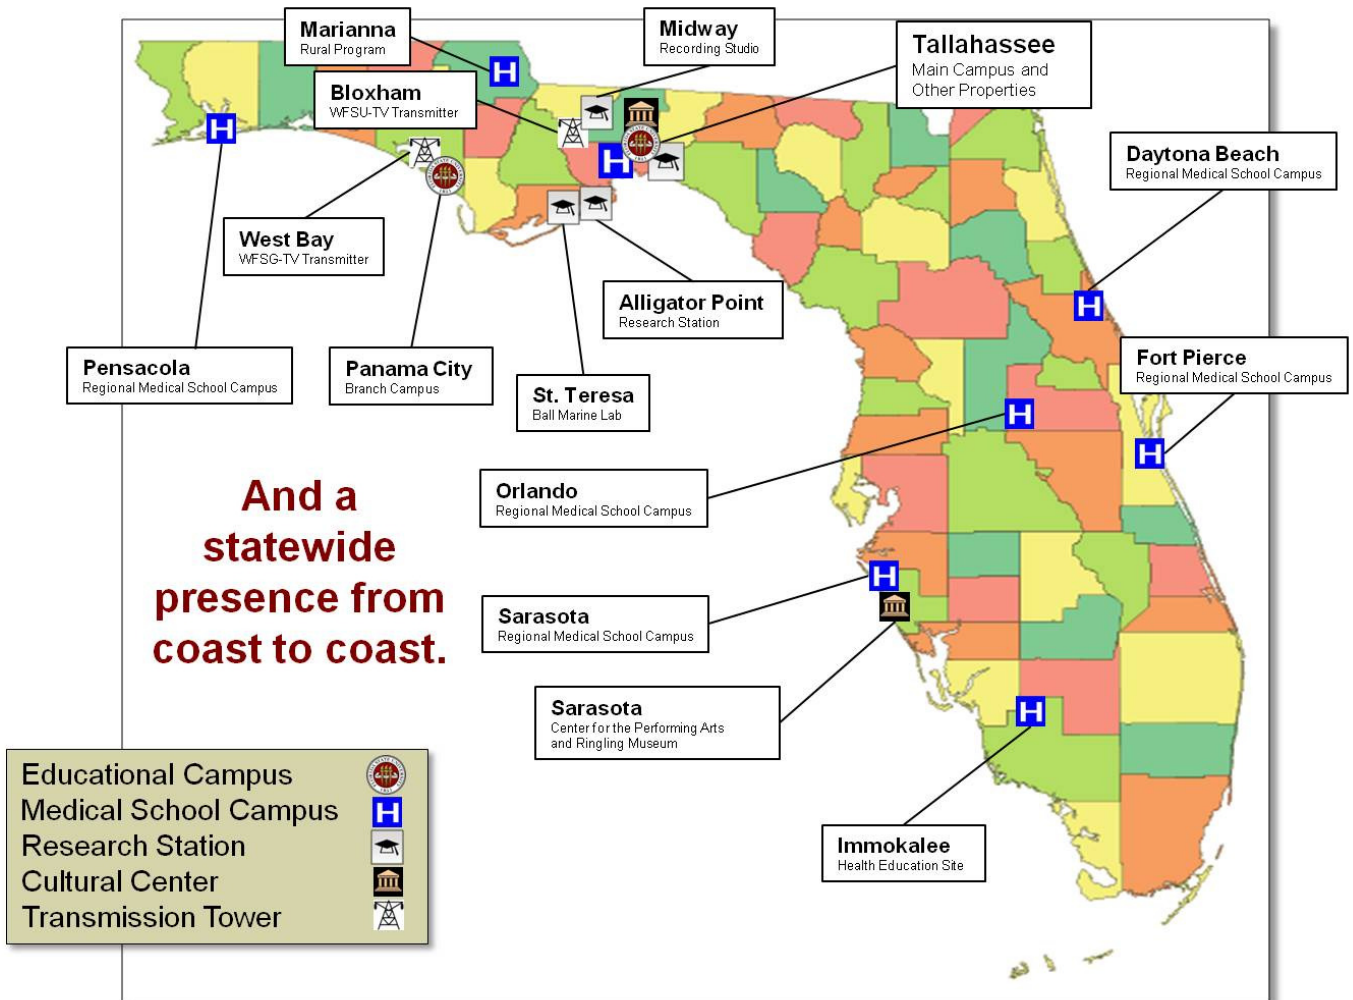 Marianna
Rural Program
Midway
Recording Studio
Tallahassee
Main Campus and
Other Properties
Bloxham
WFSU-TV Transmitter
Daytona Beach
Regional Medical School Campus
West Bay
WFSG-TV Transmitter
Alligator Point
Research Station
Pensacola
Regional Medical School Campus
Panama City
Branch Campus
St. Teresa
Ball Marine Lab
Fort Pierce
Regional Medical School Campus
Orlando
Regional Medical School Campus
And a
statewide
presence from
coast to coast.
Sarasota
Regional Medical School Campus
Sarasota
Center for the Performing Arts
and Ringling Museum
Immokalee
Health Education Site
Educational Campus
Medical School Campus
Research Station
Cultural Center
Transmission Tower
H
H
H
H
H
H
H
H
H